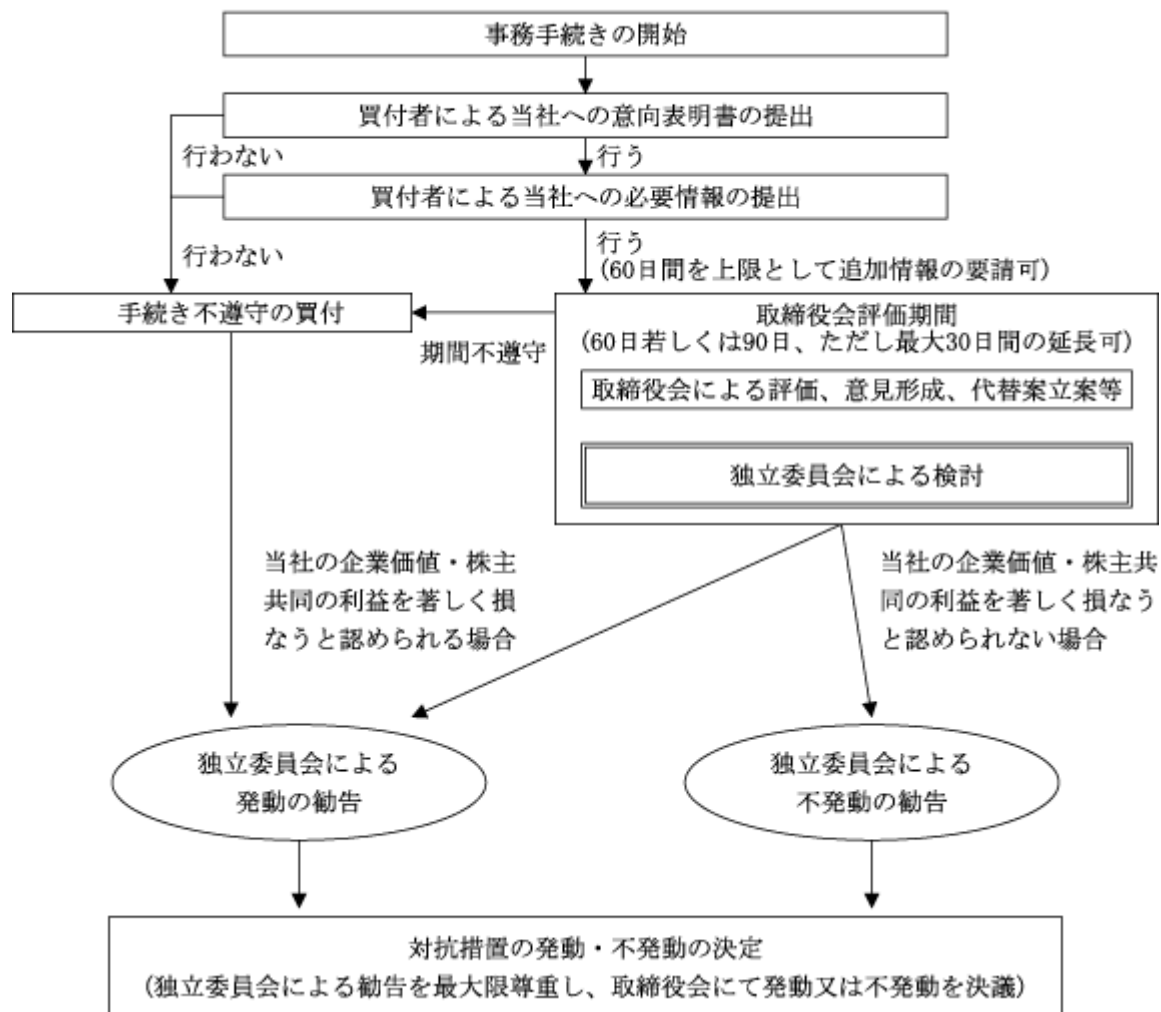 事務手続きの開始
買付者による当社への意向表明書の提出
行わない
行う
買付者による当社への必要情報の提出
行わない
行う
（60日間を上限として追加情報の要請可）
手続き不遵守の買付
期間不遵守
取締役会評価期間
（60日若しくは90日、ただし最大30日間の延長可）
取締役会による評価、意見形成、代替案立案等
独立委員会による検討
当社の企業価値・株主
共同の利益を著しく損
なうと認められる場合
当社の企業価値・株主共
同の利益を著しく損なう
と認められない場合
独立委員会による
発動の勧告
独立委員会による
不発動の勧告
対抗措置の発動・不発動の決定
（独立委員会による勧告を最大限尊重し、取締役会にて発動又は不発動を決議）